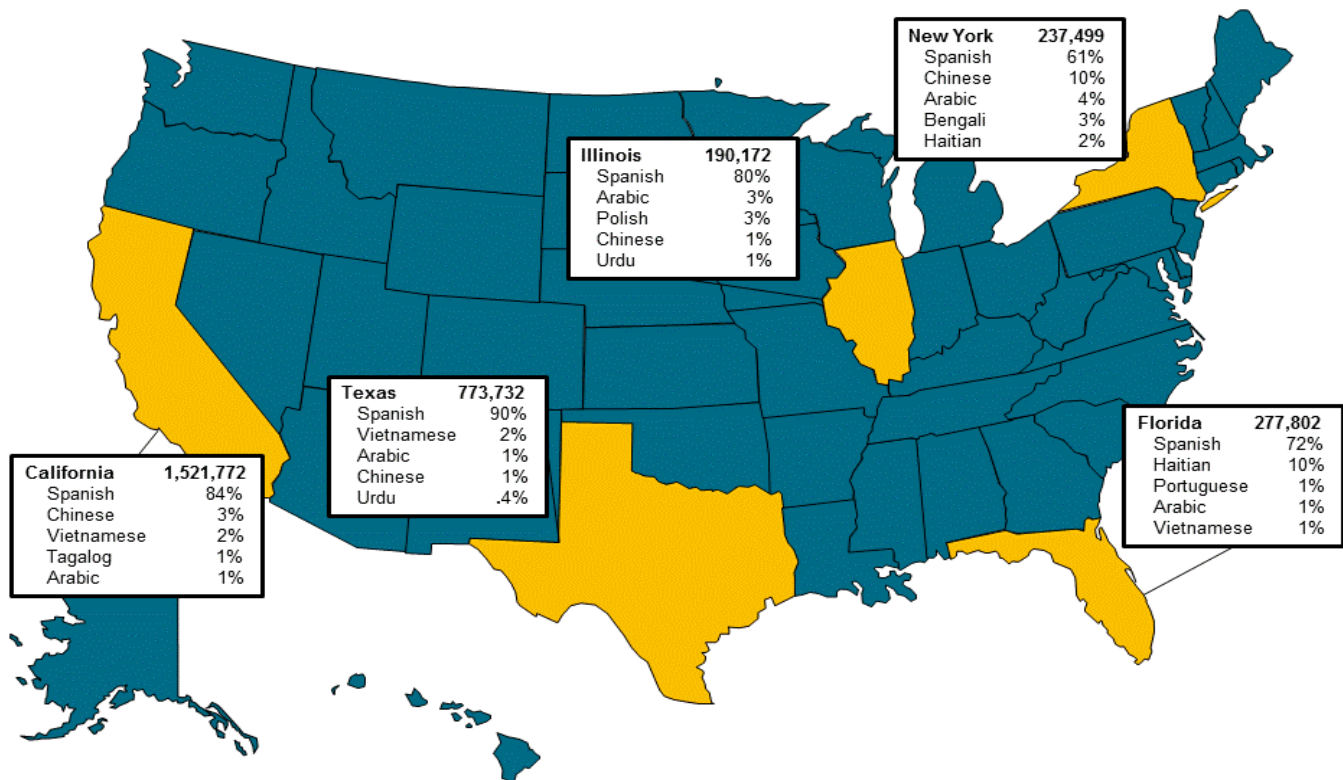 New York 237,499
Spanish 61%
Chinese 10%
Arabic 4%
Bengali 3%
Haitian 2%
Illinois 190,172
Spanish 80%
Arabic 3%
Polish 3%
Chinese 1%
Urdu 1%
Texas 773,732
Spanish 90%
Vietnamese 2%
Arabic 1%
Chinese 1%
Urdu .4%
Florida 277,802
Spanish 72%
Haitian 10%
Portuguese 1%
Arabic 1%
Vietnamese 1%
California 1,521,772
Spanish 84%
Chinese 3%
Vietnamese 2%
Tagalog 1%
Arabic 1%